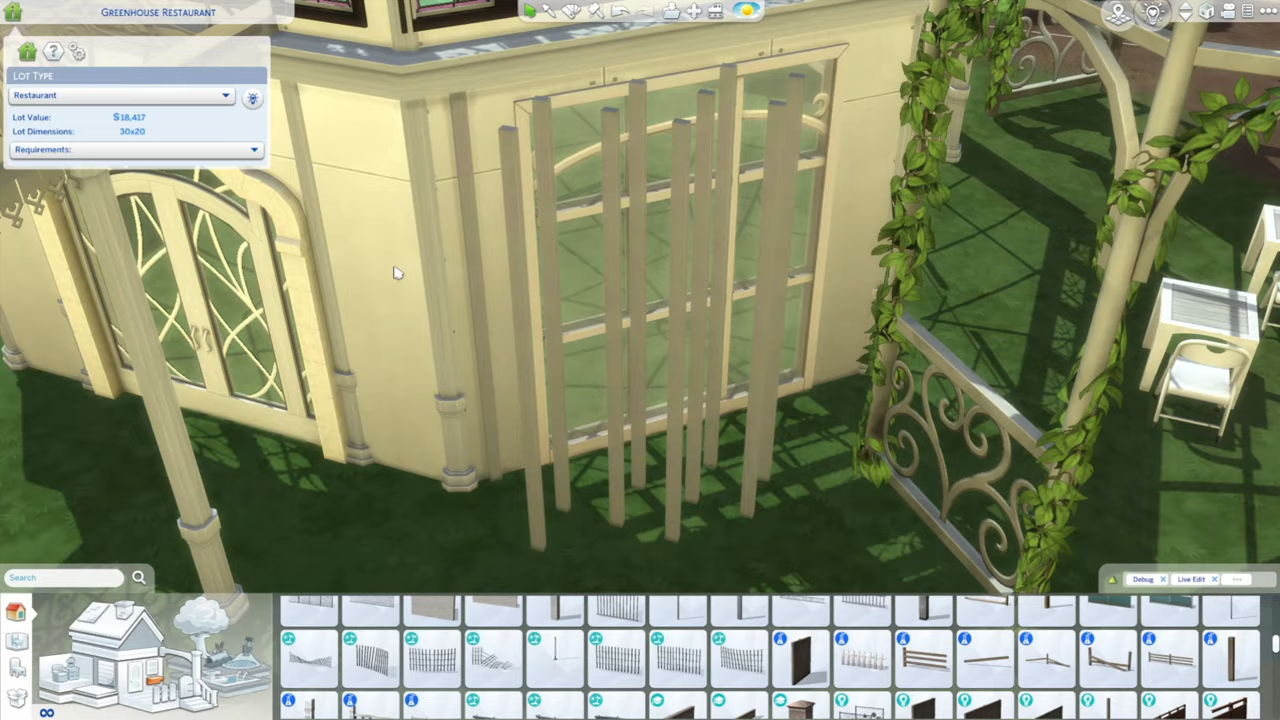 GREENHOUSE RESTAURANT
LOT TYPE
Restaurant
Lot Value: §18,417
Lot Dimensions: 30x20
Requirements:
Search
Debug
Live Edit